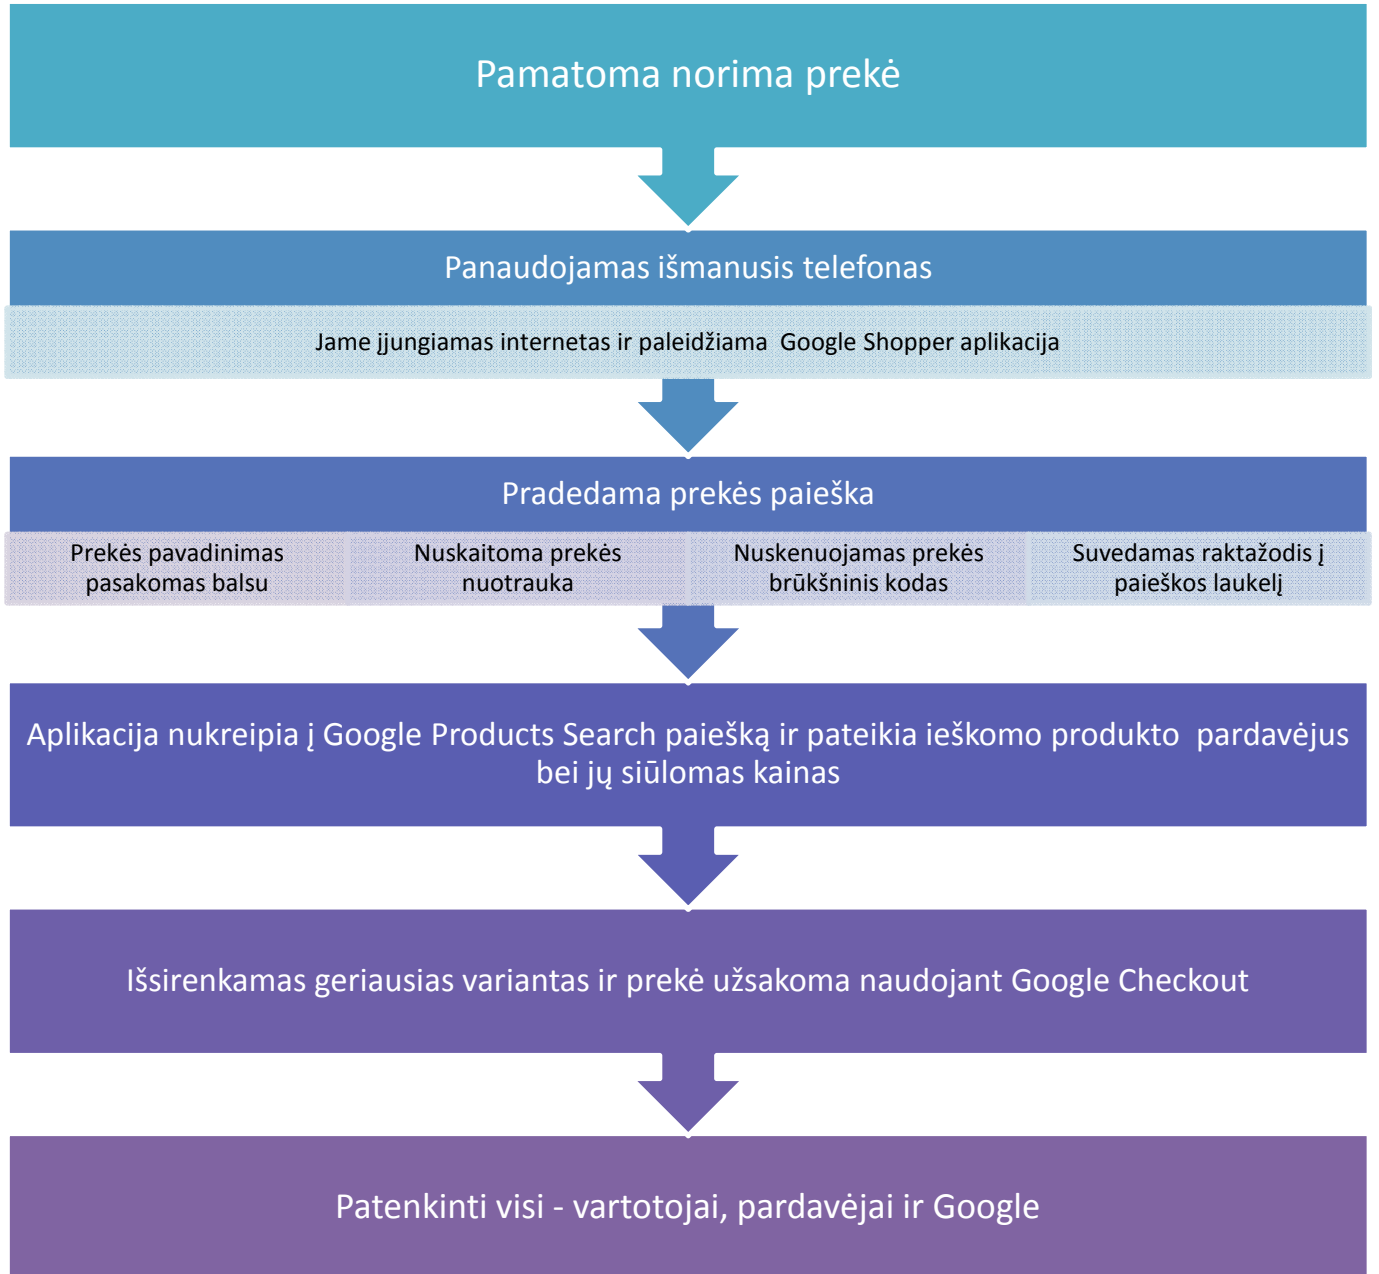 Pamatoma norima prekė
Panaudojamas išmanusis telefonas
Jame įjungiamas internetas ir paleidžiama Google Shopper aplikacija
Pradedama prekės paieška
Prekės pavadinimas
pasakomas balsu
Nuskaitoma prekės
nuotrauka
Nuskenuojamas prekės
brūkšninis kodas
Suvedamas raktažodis į
paieškos laukelį
Aplikacija nukreipia į Google Products Search paiešką ir pateikia ieškomo produkto pardavėjus
bei jų siūlomas kainas
Išsirenkamas geriausias variantas ir prekė užsakoma naudojant Google Checkout
Patenkinti visi - vartotojai, pardavėjai ir Google